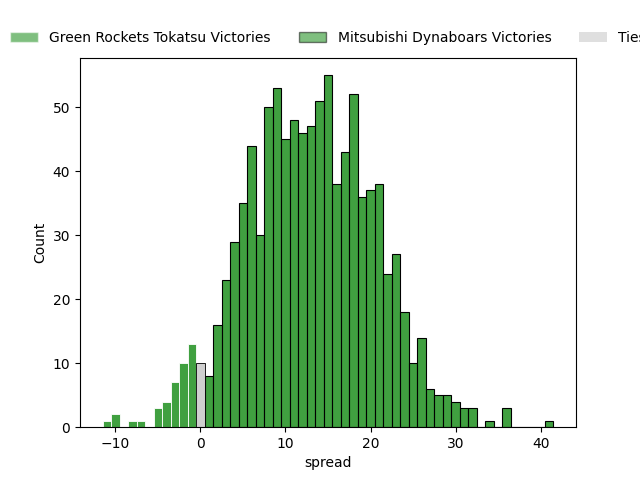 Green Rockets Tokatsu Victories
Mitsubishi Dynaboars Victories
Ties
Count
50
40
30
20
10
0
−10
0
10
20
30
40
spread